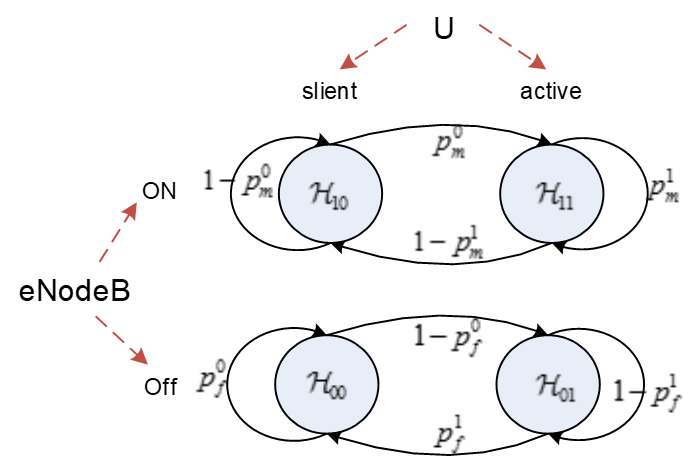 U
slient
active
p_m^0
1− p_m^0
ON
H_10
H_11
p_m^1
1− p_m^1
eNodeB
1− p_f^0
p_f^0
Off
H_00
H_01
1− p_f^1
p_f^1